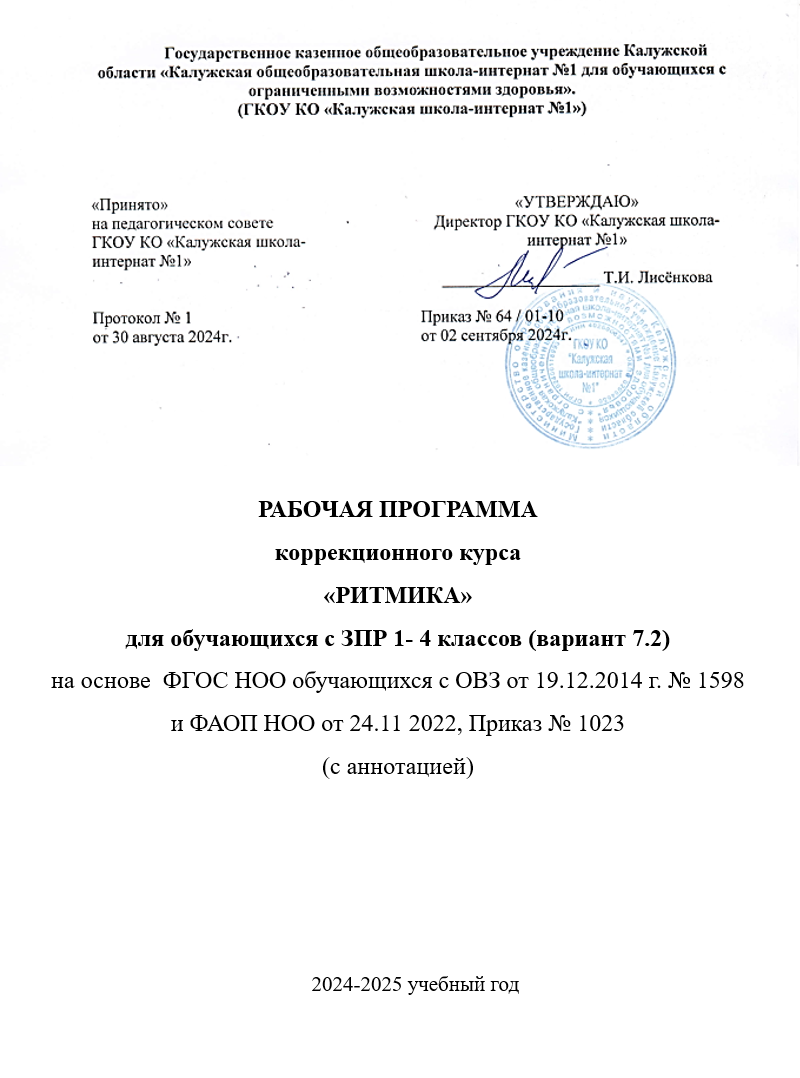 Государственное казенное общеобразовательное учреждение Калужской
области «Калужская общеобразовательная школа-интернат №1 для обучающихся с
ограниченными возможностями здоровья».
(ГКОУ КО «Калужская школа-интернат №1»)
«Принято»
на педагогическом совете
ГКОУ КО «Калужская школа-
интернат №1»
Протокол № 1
от 30 августа 2024г.
«УТВЕРЖДАЮ»
Директор ГКОУ КО «Калужская школа-
интернат №1»
Т.И. Лисёнкова
Приказ № 64 / 01-10
от 02 сентября 2024г.
ГКОУ КО
"Калужская
школа-интернат
№1"
РАБОЧАЯ ПРОГРАММА
коррекционного курса
«РИТМИКА»
для обучающихся с ЗПР 1- 4 классов (вариант 7.2)
на основе  ФГОС НОО обучающихся с ОВЗ от 19.12.2014 г. № 1598
и ФАОП НОО от 24.11 2022, Приказ № 1023
(с аннотацией)
2024-2025 учебный год